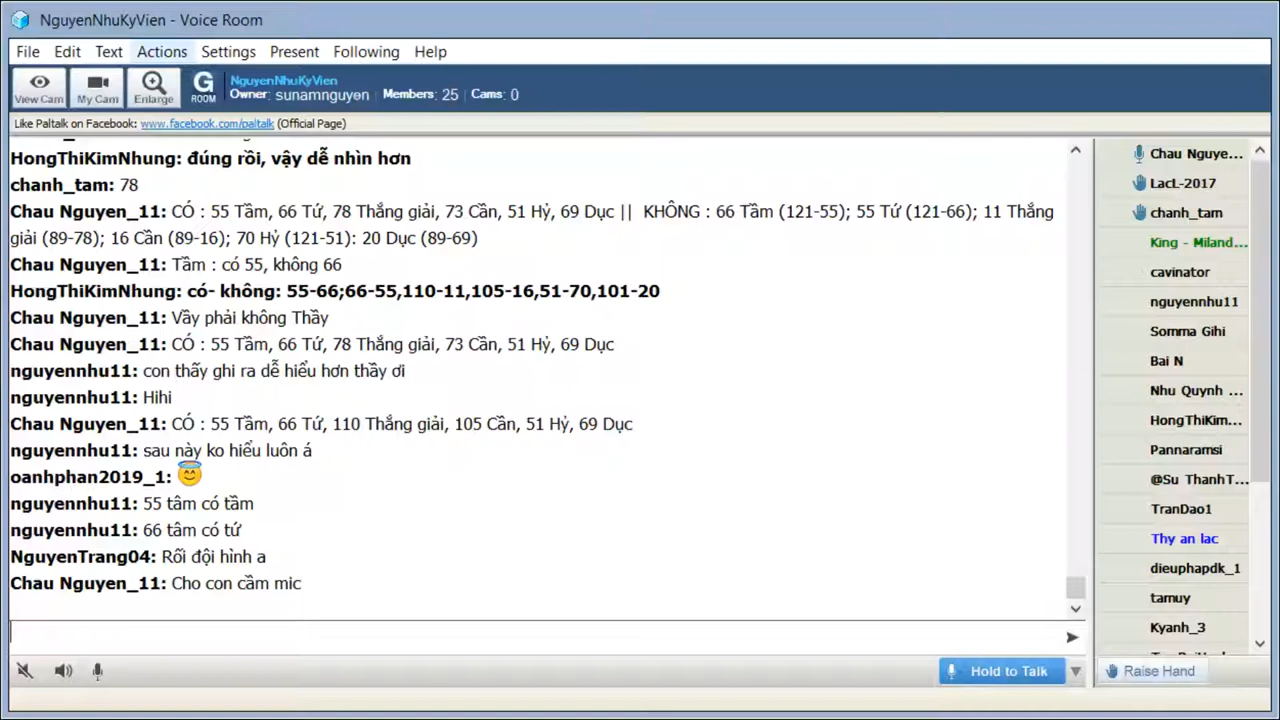 NguyenNhuKyVien - Voice Room
File Edit Text Actions Settings Present Following Help
View Cam My Cam Enlarge G ROOM NguyenNhuKyVien
Owner: sunamnguyen Members: 25 Cams: 0
Like Paltalk on Facebook: www.facebook.com/paltalk (Official Page)
HongThiKimNhung: đúng rồi, vậy dễ nhìn hơn
chanh_tam: 78
Chau Nguyen_11: CÓ : 55 Tầm, 66 Tứ, 78 Thắng giải, 73 Cần, 51 Hỷ, 69 Dục || KHÔNG : 66 Tầm (121-55); 55 Tứ (121-66); 11 Thắng
giải (89-78); 16 Cần (89-16); 70 Hỷ (121-51): 20 Dục (89-69)
Chau Nguyen_11: Tầm : có 55, không 66
HongThiKimNhung: có- không: 55-66;66-55,110-11,105-16,51-70,101-20
Chau Nguyen_11: Vầy phải không Thầy
Chau Nguyen_11: CÓ : 55 Tầm, 66 Tứ, 78 Thắng giải, 73 Cần, 51 Hỷ, 69 Dục
nguyennhu11: con thấy ghi ra dễ hiểu hơn thầy ơi
nguyennhu11: Hihi
Chau Nguyen_11: CÓ : 55 Tầm, 66 Tứ, 110 Thắng giải, 105 Cần, 51 Hỷ, 69 Dục
nguyennhu11: sau này ko hiểu luôn á
oanhphan2019_1:
nguyennhu11: 55 tâm có tầm
nguyennhu11: 66 tâm có tứ
NguyenTrang04: Rối đội hình a
Chau Nguyen_11: Cho con cầm mic
Hold to Talk
Chau Nguye...
LacL-2017
chanh_tam
King - Miland...
cavinator
nguyennhu11
Somma Gihi
Bai N
Nhu Quynh ...
HongThiKim...
Pannaramsi
@Su ThanhT...
TranDao1
Thy an lac
dieuphapdk_1
tamuy
Kyanh_3
Raise Hand